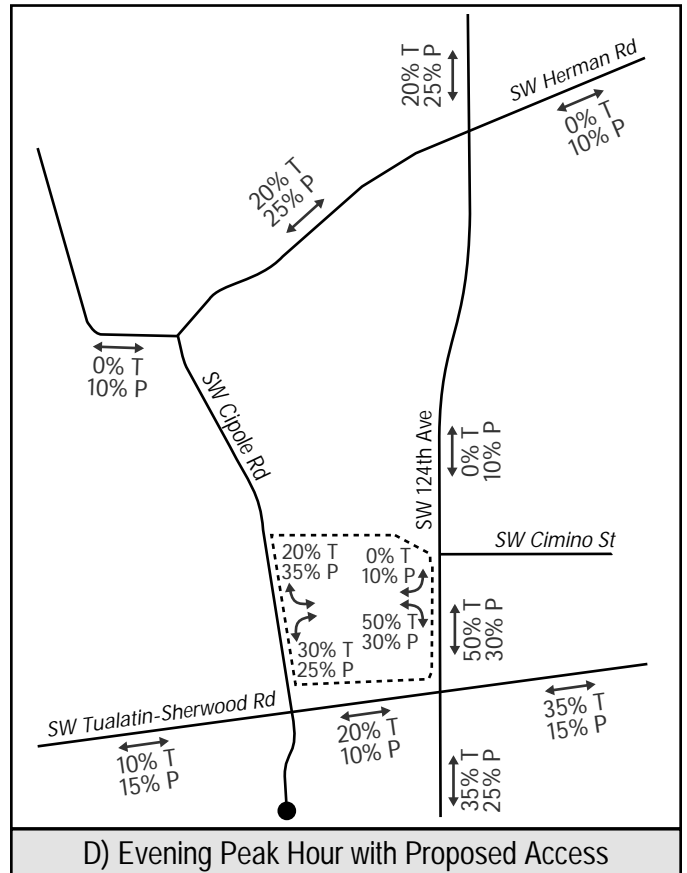 20% T
25% P
SW Herman Rd
0% T
10% P
20% T
25% P
0% T
10% P
SW Cipole Rd
SW 124th Ave
0% T
10% P
SW Cimino St
20% T
35% P
0% T
10% P
30% T
25% P
50% T
30% P
50% T
30% P
SW Tualatin-Sherwood Rd
10% T
15% P
20% T
10% P
35% T
15% P
35% T
25% P
D) Evening Peak Hour with Proposed Access